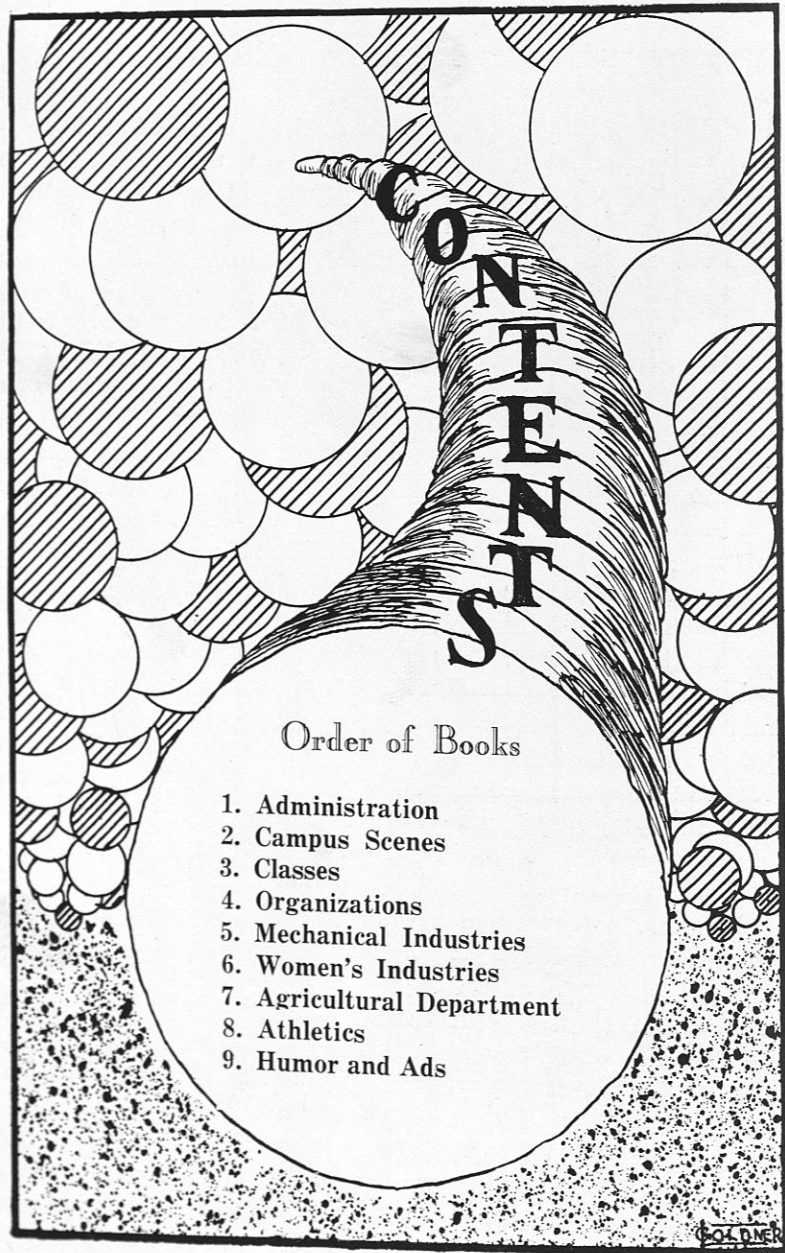 CONTENTS
Order of Books
1. Administration
2. Campus Scenes
3. Classes
4. Organizations
5. Mechanical Industries
6. Women's Industries
7. Agricultural Department
8. Athletics
9. Humor and Ads
GOLDNER